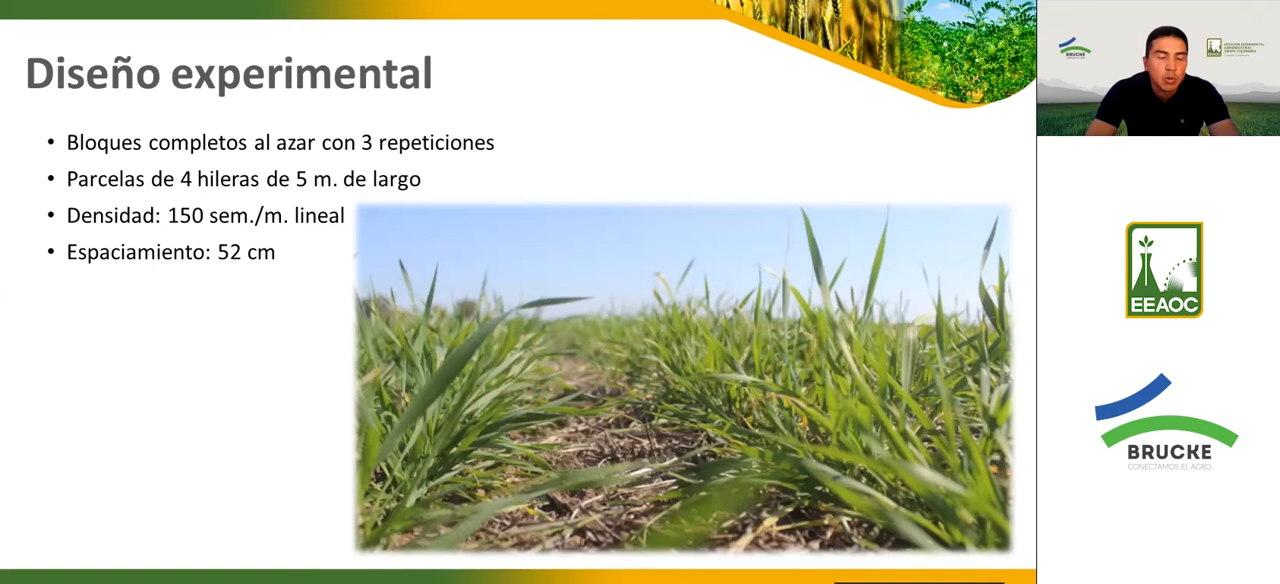 Diseño experimental
• Bloques completos al azar con 3 repeticiones
• Parcelas de 4 hileras de 5 m. de largo
• Densidad: 150 sem./m. lineal
• Espaciamiento: 52 cm
BRUCKE
EEAOC
BRUCKE
CONECTAMOS EL AGRO